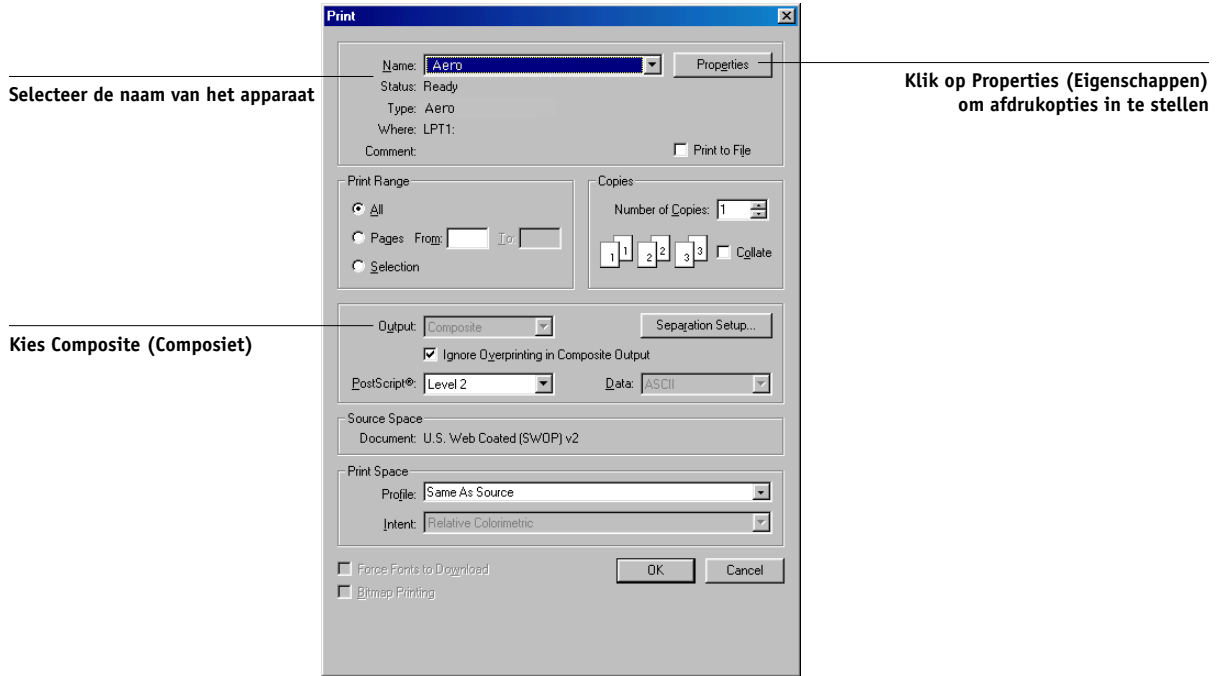 Print
Name: Aero
Properties
Status: Ready
Type: Aero
Where: LPT1:
Comment:
Print to File
Selecteer de naam van het apparaat
Klik op Properties (Eigenschappen)
om afdrukopties in te stellen
Print Range
All
Pages From: To:
Selection
Copies
Number of Copies: 1
1 1 2 2 3 3
Collate
Output: Composite
Separation Setup...
Ignore Overprinting in Composite Output
PostScript®: Level 2
Data: ASCII
Kies Composite (Composiet)
Source Space
Document: U.S. Web Coated (SWOP) v2
Print Space
Profile: Same As Source
Intent: Relative Colorimetric
Force Fonts to Download
Bitmap Printing
OK
Cancel